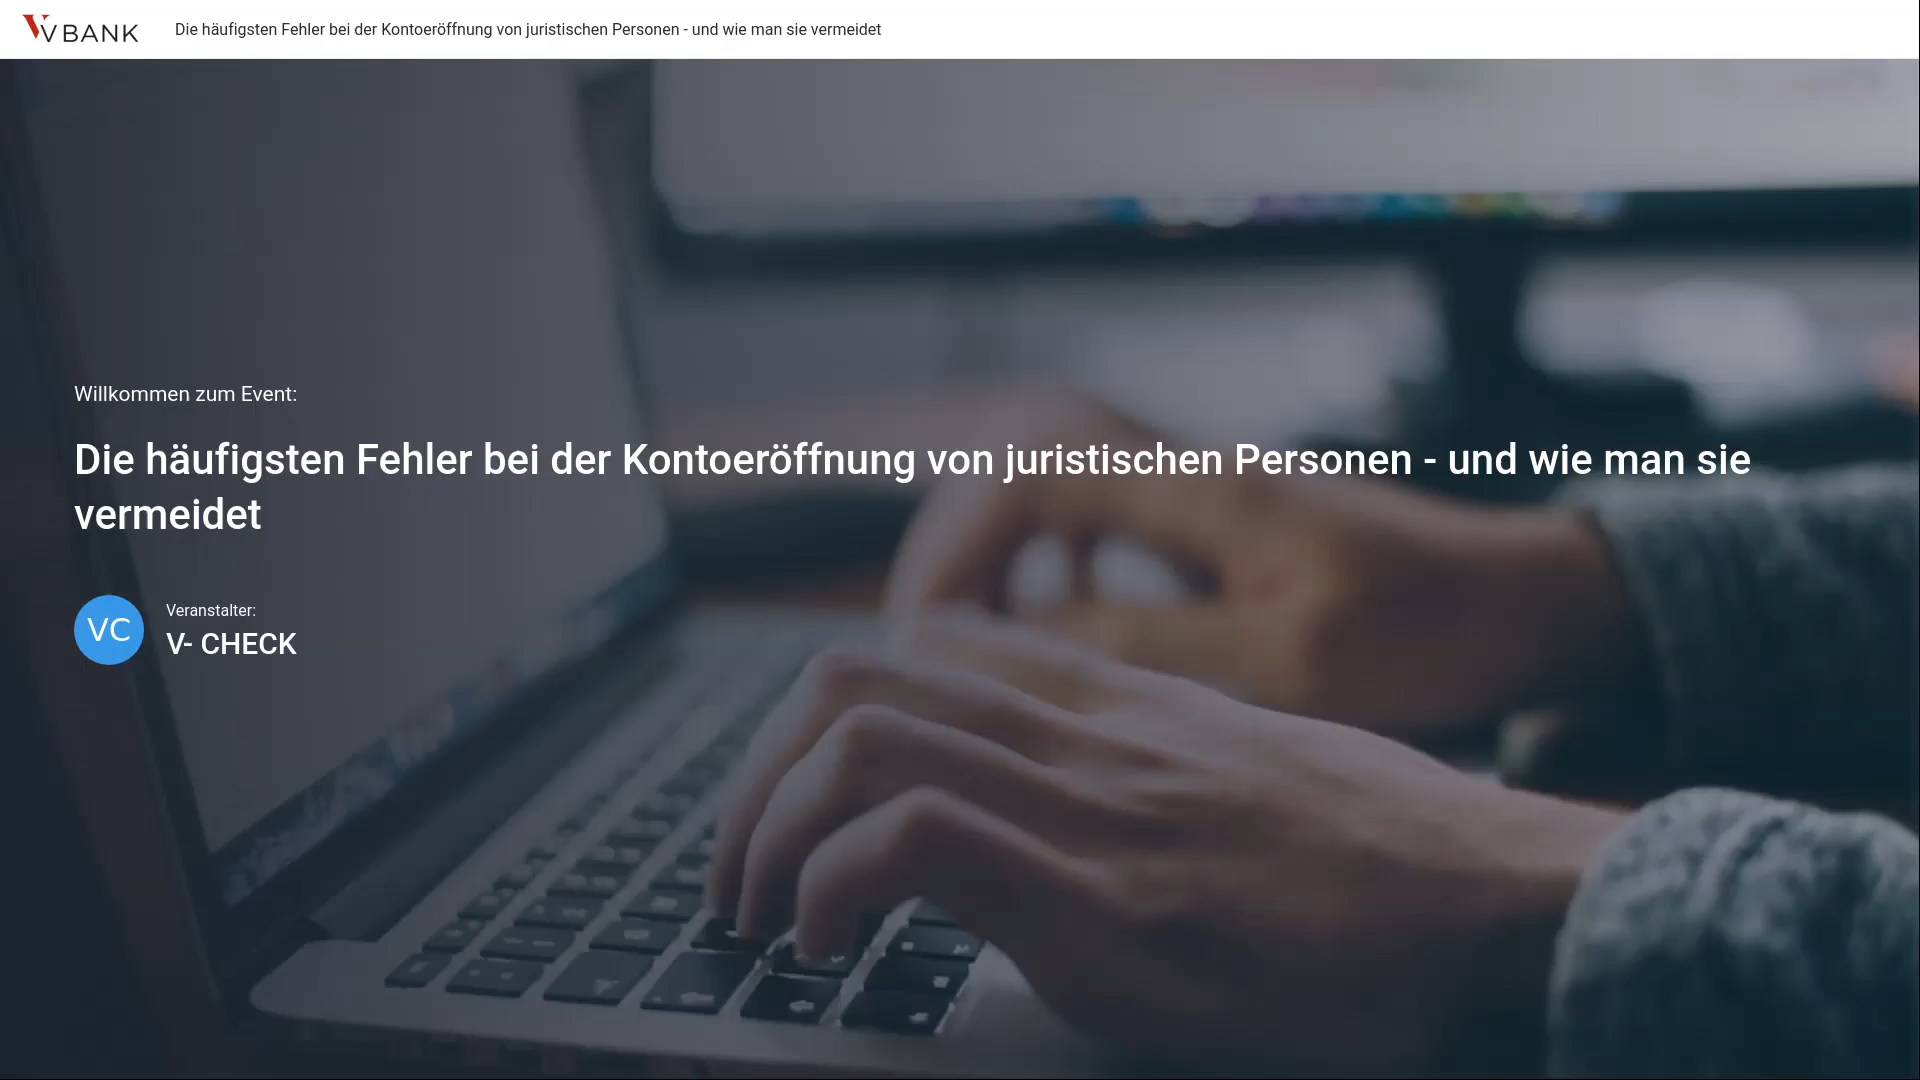 V BANK
Die häufigsten Fehler bei der Kontoeröffnung von juristischen Personen - und wie man sie vermeidet
Willkommen zum Event:
Die häufigsten Fehler bei der Kontoeröffnung von juristischen Personen - und wie man sie
vermeidet
VC
Veranstalter:
V- CHECK